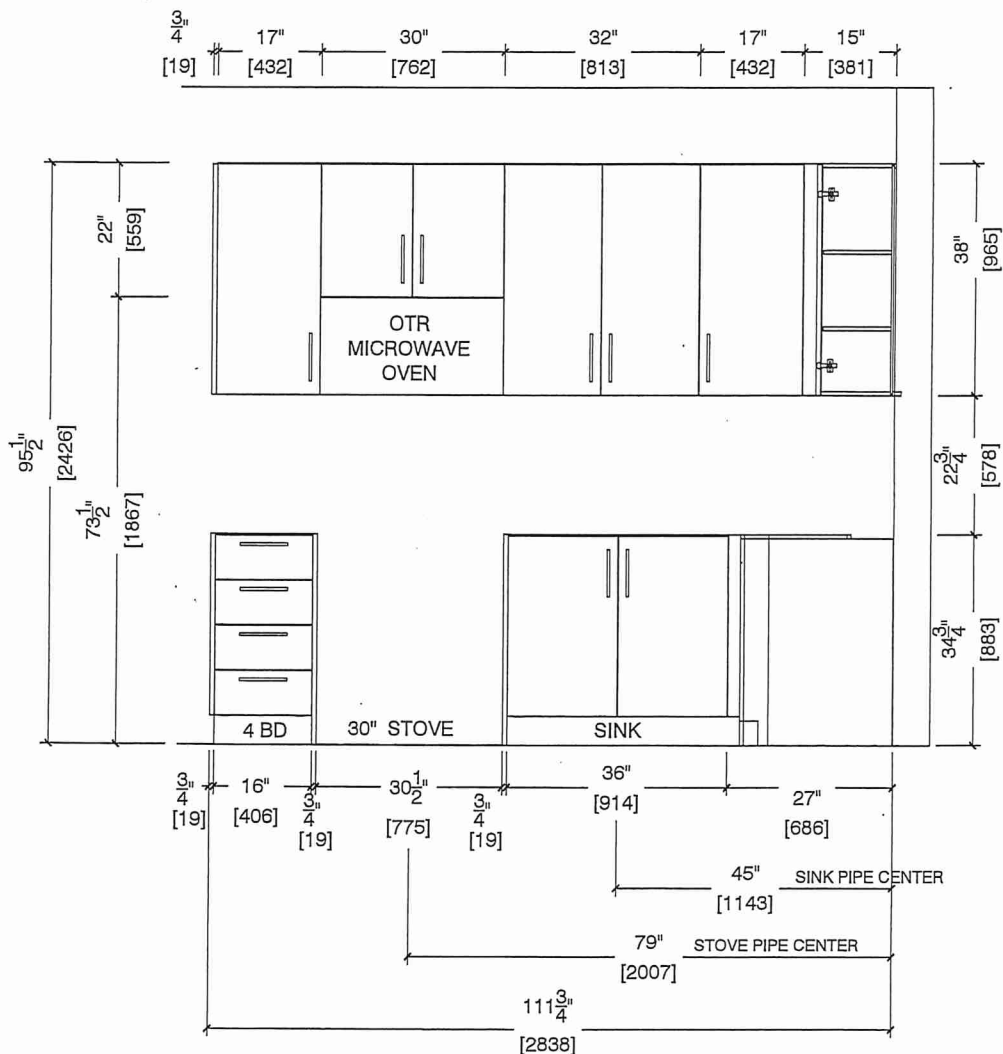 3/4" 17" 30" 32" 17" 15"
[19] [432] [762] [813] [432] [381]
22"
[559]
38"
[965]
OTR
MICROWAVE
OVEN
95 1/2"
[2426]
73 1/2"
[1867]
22 3/4"
[578]
34 3/4"
[883]
4 BD 30" STOVE SINK
3/4" 16" 3/4" 30 1/2" 3/4" 36" 27"
[19] [406] [19] [775] [19] [914] [686]
45" SINK PIPE CENTER
[1143]
79" STOVE PIPE CENTER
[2007]
111 3/4"
[2838]